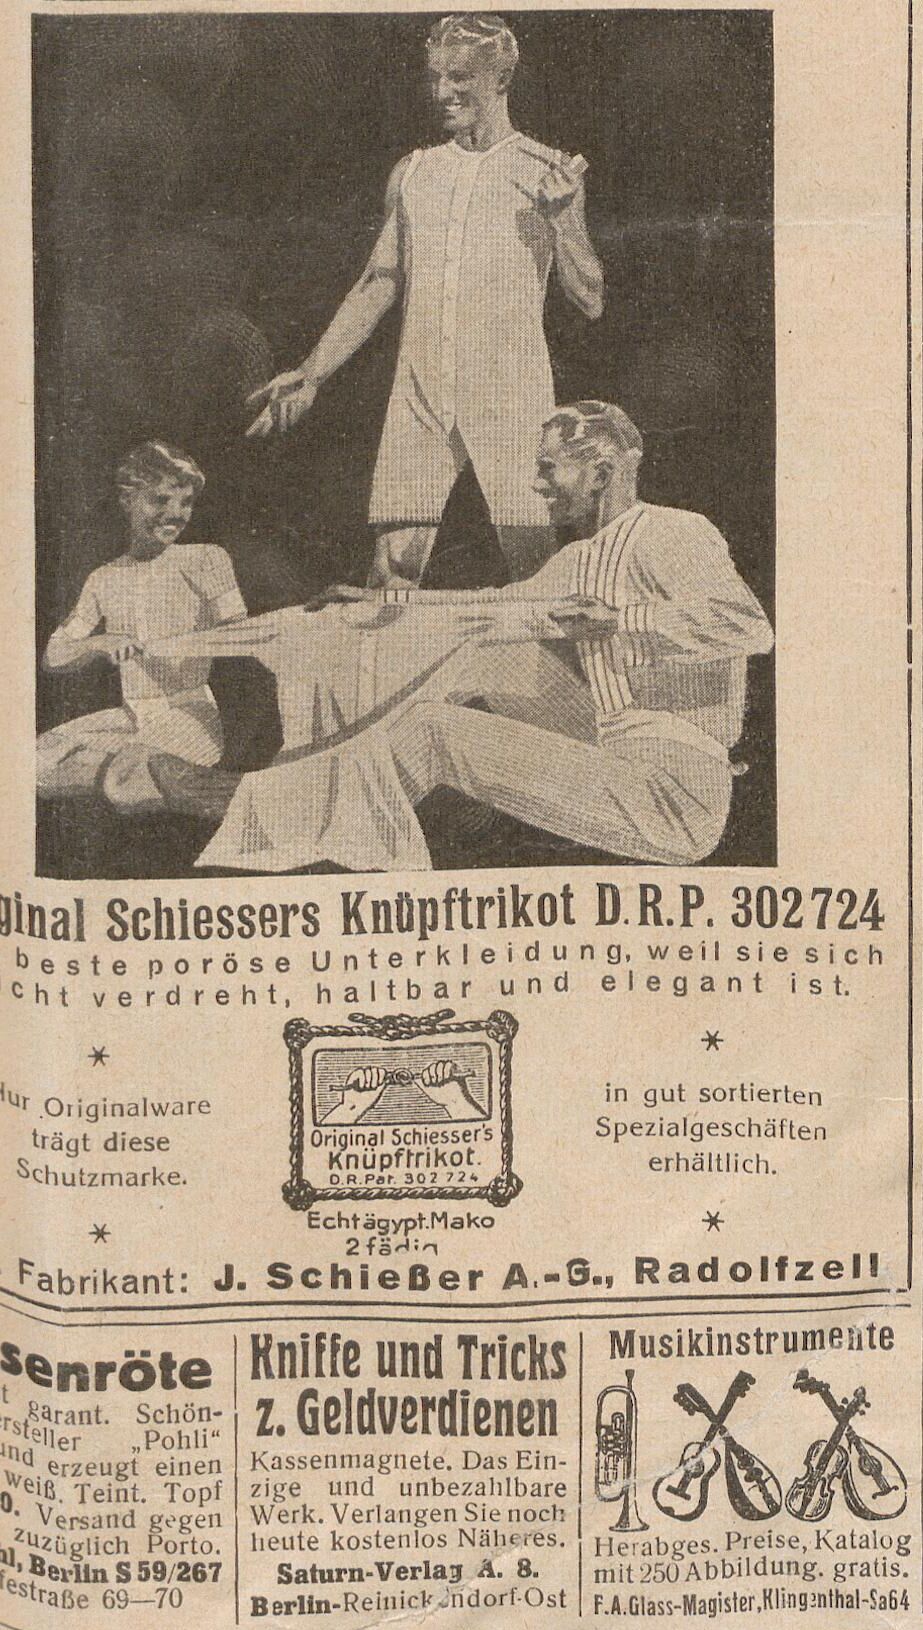 ginal Schiessers Knüpftrikot D.R.P. 302724
beste poröse Unterkleidung, weil sie sich
cht verdreht, haltbar und elegant ist.
Nur Originalware
trägt diese
Schutzmarke.
Original Schiesser's
Knüpftrikot.
D.R.Pat. 302 724
Echt ägypt. Mako
2fädig
in gut sortierten
Spezialgeschäften
erhältlich.
Fabrikant: J. Schießer A.-G., Radolfzell
senröte
t garant. Schön-
ersteller „Pohli“
und erzeugt einen
weiß. Teint. Topf
0. Versand gegen
zuzüglich Porto.
hl, Berlin S 59/267
festraße 69—70
Kniffe und Tricks
z. Geldverdienen
Kassenmagnete. Das Ein-
zige und unbezahlbare
Werk. Verlangen Sie noch
heute kostenlos Näheres.
Saturn-Verlag A. 8.
Berlin-Reinickendorf-Ost
Musikinstrumente
Herabges. Preise, Katalog
mit 250 Abbildung. gratis.
F.A.Glass-Magister, Klingenthal-Sa64